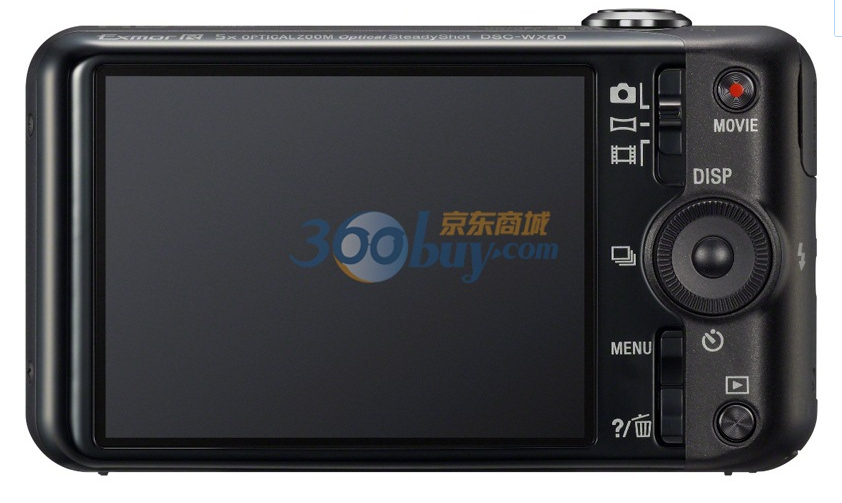 Exmor R 5x OPTICAL ZOOM Optical SteadyShot DSC-WX50
MOVIE
DISP
360buy.com
京东商城
MENU
?/